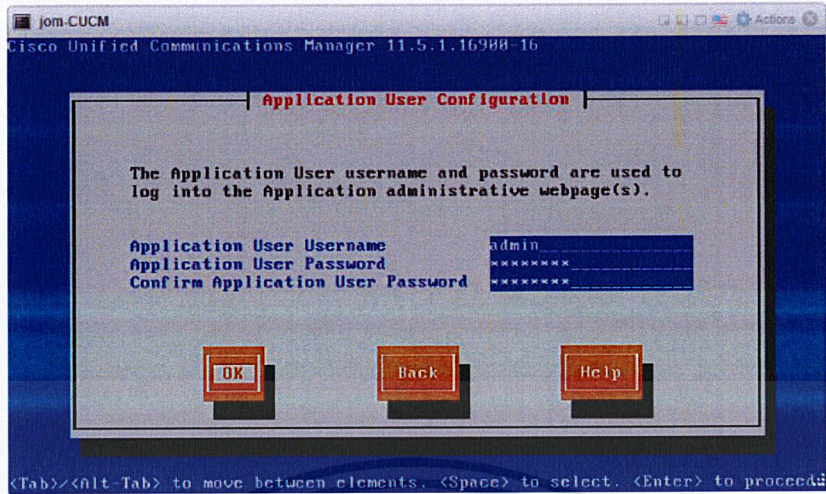 jom-CUCM
Actions
Cisco Unified Communications Manager 11.5.1.16900-16
Application User Configuration
The Application User username and password are used to
log into the Application administrative webpage(s).
Application User Username admin
Application User Password ********
Confirm Application User Password ********
OK Back Help
<Tab>/<Alt-Tab> to move between elements. <Space> to select. <Enter> to proceed